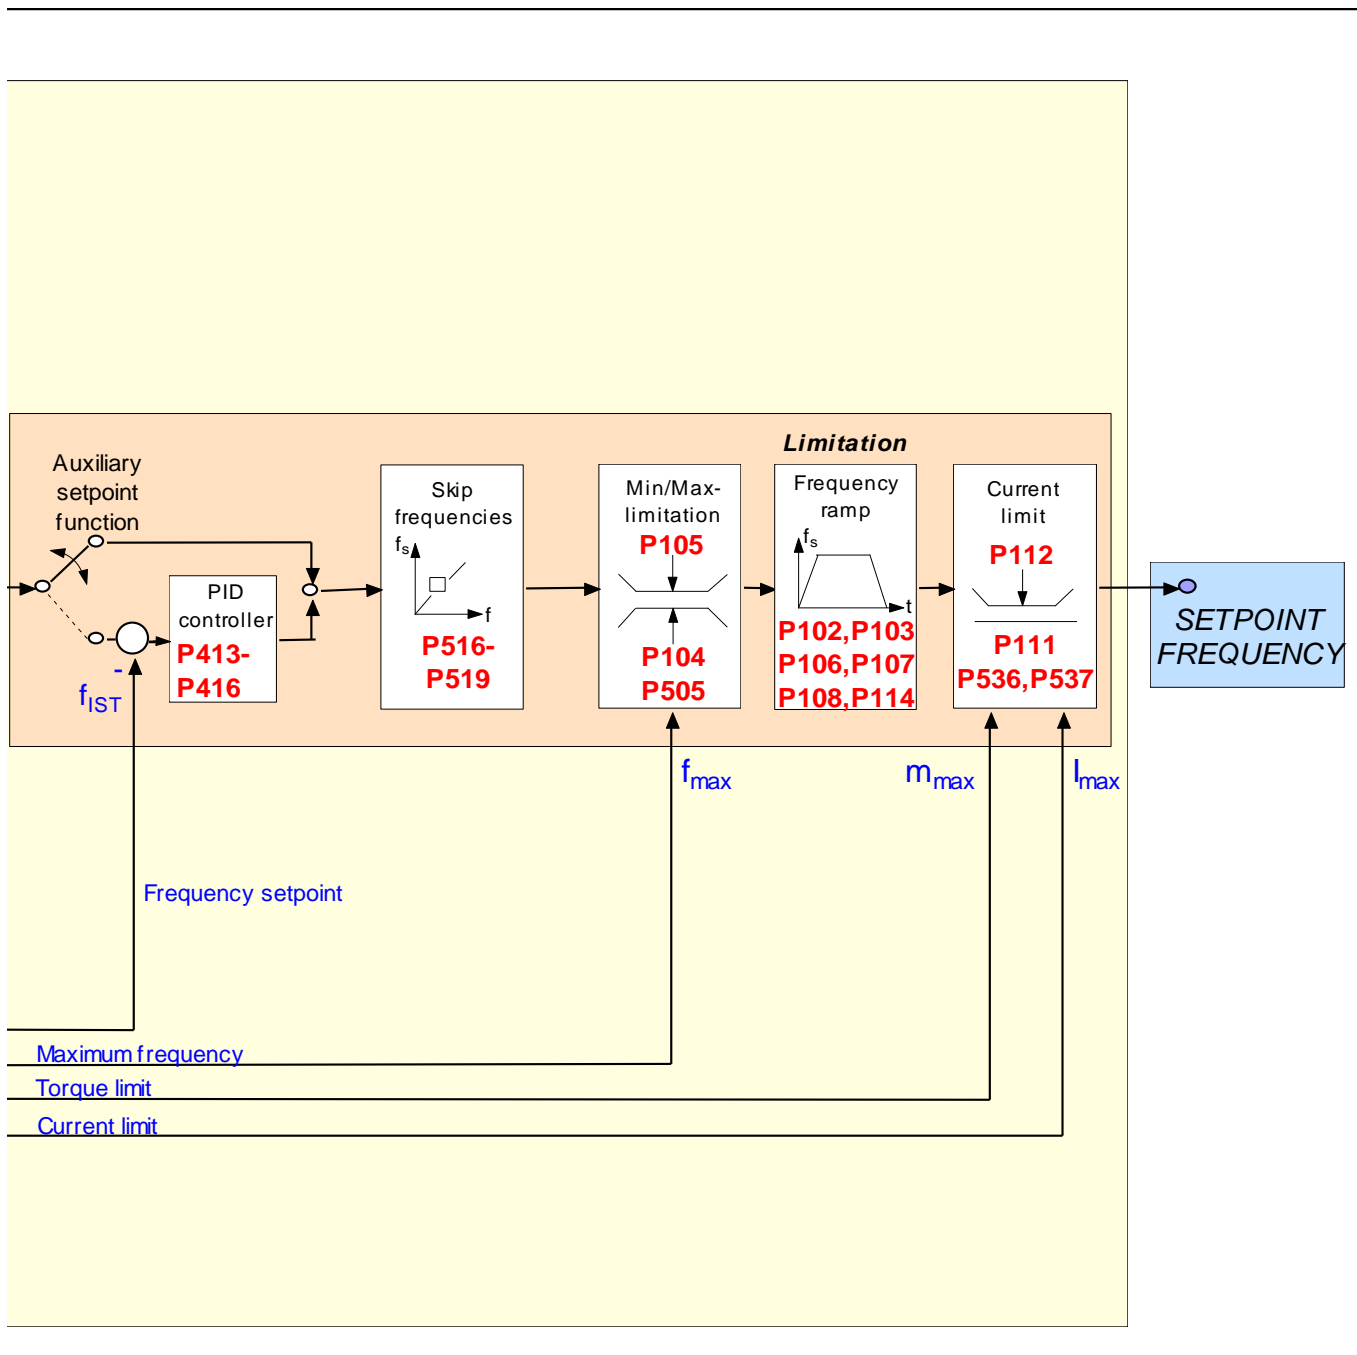 Limitation
Auxiliary
setpoint
function
PID
controller
P413-
P416
-
fIST
Skip
frequencies
fs
f
P516-
P519
Min/Max-
limitation
P105
P104
P505
Frequency
ramp
fs
t
P102,P103
P106,P107
P108,P114
Current
limit
P112
P111
P536,P537
SETPOINT
FREQUENCY
fmax
mmax
Imax
Frequency setpoint
Maximum frequency
Torque limit
Current limit